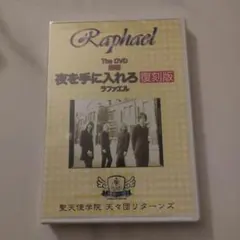 Raphael
The DVD
夜を手に入れろ 復刻版
ラファエル
聖天使学院 天々団リターンズ